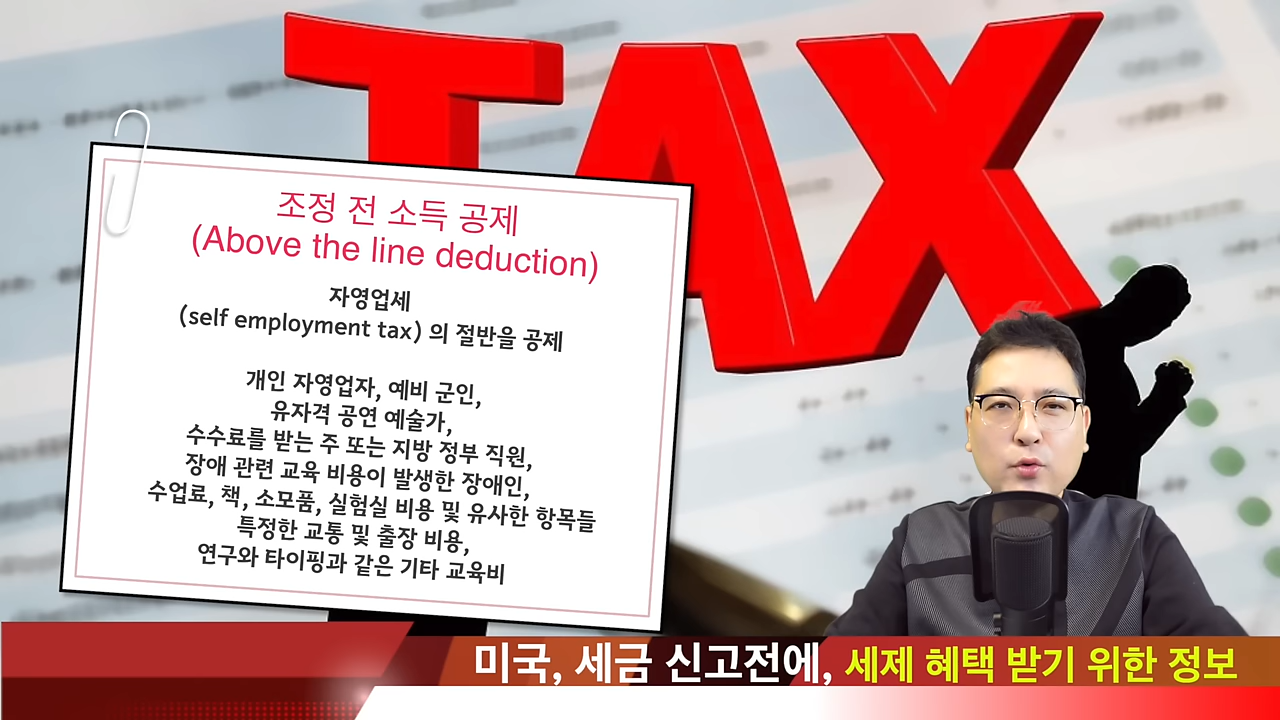 TAX
조정 전 소득 공제
(Above the line deduction)
자영업세
(self employment tax) 의 절반을 공제
개인 자영업자, 예비 군인,
유자격 공연 예술가,
수수료를 받는 주 또는 지방 정부 직원,
장애 관련 교육 비용이 발생한 장애인,
수업료, 책, 소모품, 실험실 비용 및 유사한 항목들
특정한 교통 및 출장 비용,
연구와 타이핑과 같은 기타 교육비
미국, 세금 신고전에, 세제 혜택 받기 위한 정보